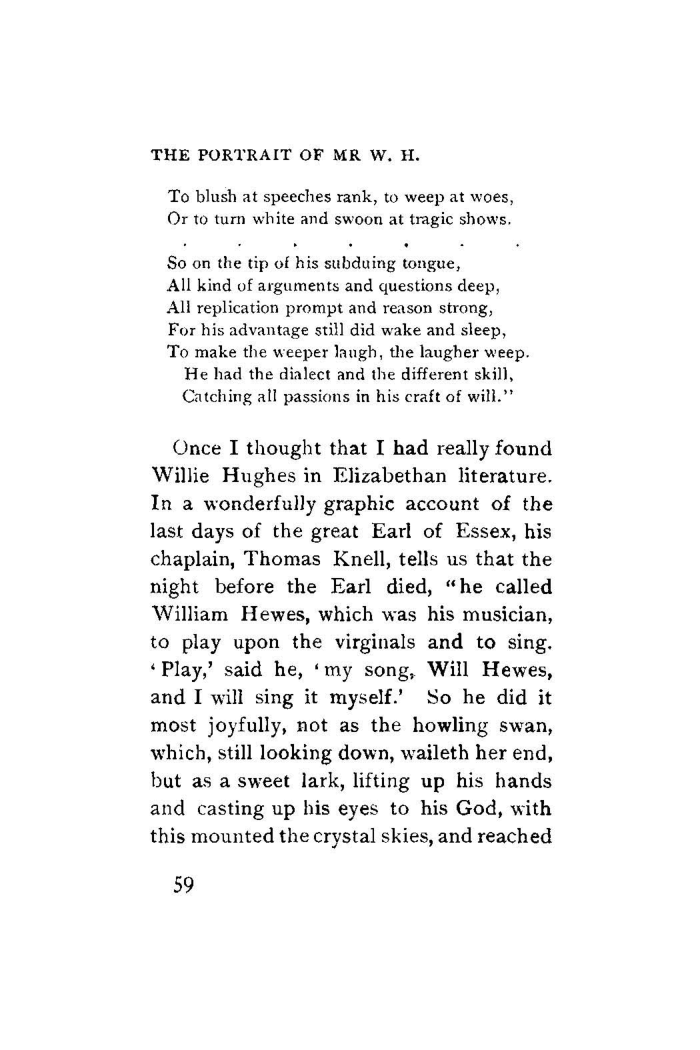 THE PORTRAIT OF MR W. H.
To blush at speeches rank, to weep at woes,
Or to turn white and swoon at tragic shows.
. . . . . . .
So on the tip of his subduing tongue,
All kind of arguments and questions deep,
All replication prompt and reason strong,
For his advantage still did wake and sleep,
To make the weeper laugh, the laugher weep.
He had the dialect and the different skill,
Catching all passions in his craft of will."
Once I thought that I had really found
Willie Hughes in Elizabethan literature.
In a wonderfully graphic account of the
last days of the great Earl of Essex, his
chaplain, Thomas Knell, tells us that the
night before the Earl died, "he called
William Hewes, which was his musician,
to play upon the virginals and to sing.
'Play,' said he, 'my song, Will Hewes,
and I will sing it myself.' So he did it
most joyfully, not as the howling swan,
which, still looking down, waileth her end,
but as a sweet lark, lifting up his hands
and casting up his eyes to his God, with
this mounted the crystal skies, and reached
59